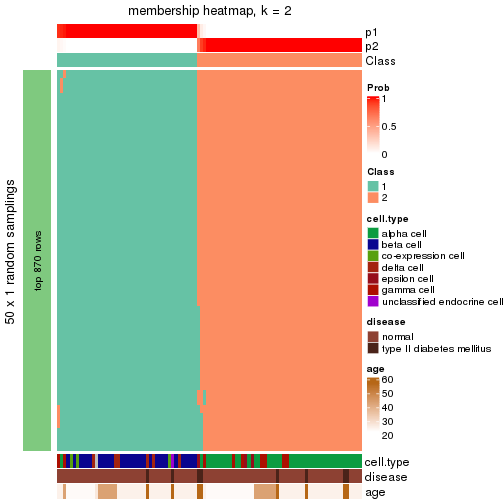 membership heatmap, k = 2
p1
p2
Class
50 x 1 random samplings
top 870 rows
Prob
1
0.5
0
Class
1
2
cell.type
alpha cell
beta cell
co-expression cell
delta cell
epsilon cell
gamma cell
unclassified endocrine cell
disease
normal
type II diabetes mellitus
age
60
50
40
30
20
cell.type
disease
age